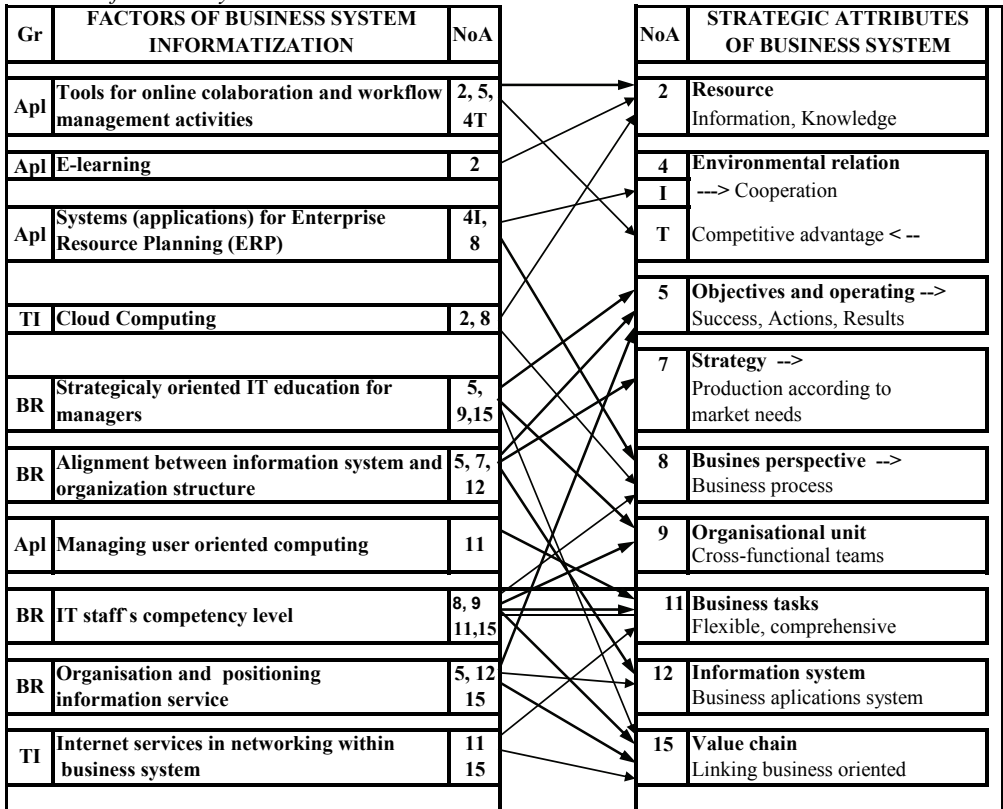 Gr
FACTORS OF BUSINESS SYSTEM
INFORMATIZATION
NoA
Apl
Tools for online colaboration and workflow
management activities
2, 5,
4T
Apl
E-learning
2
Apl
Systems (applications) for Enterprise
Resource Planning (ERP)
4I,
8
TI
Cloud Computing
2, 8
BR
Strategicaly oriented IT education for
managers
5,
9,15
BR
Alignment between information system and
organization structure
5, 7,
12
Apl
Managing user oriented computing
11
BR
IT staff`s competency level
8, 9
11,15
BR
Organisation and positioning
information service
5, 12
15
TI
Internet services in networking within
business system
11
15
NoA
STRATEGIC ATTRIBUTES
OF BUSINESS SYSTEM
2
Resource
Information, Knowledge
4
Environmental relation
I
---> Cooperation
T
Competitive advantage < --
5
Objectives and operating -->
Success, Actions, Results
7
Strategy -->
Production according to
market needs
8
Busines perspective -->
Business process
9
Organisational unit
Cross-functional teams
11
Business tasks
Flexible, comprehensive
12
Information system
Business aplications system
15
Value chain
Linking business oriented